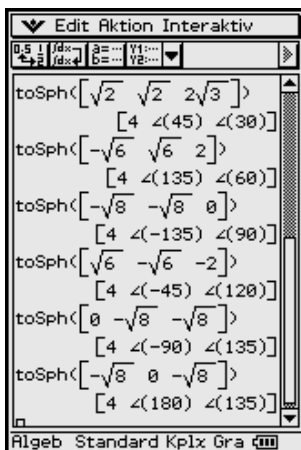 Edit Aktion Interaktiv
toSph([√2 √2 2√3])
[4 ∠(45) ∠(30)]
toSph([-√6 √6 2])
[4 ∠(135) ∠(60)]
toSph([-√8 -√8 0])
[4 ∠(-135) ∠(90)]
toSph([√6 -√6 -2])
[4 ∠(-45) ∠(120)]
toSph([0 -√8 -√8])
[4 ∠(-90) ∠(135)]
toSph([-√8 0 -√8])
[4 ∠(180) ∠(135)]
Algeb Standard Kplx Gra